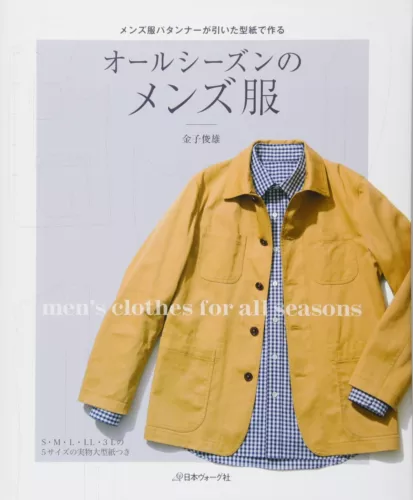 メンズ服パタンナーが引いた型紙で作る
オールシーズンの
メンズ服
金子俊雄
men's clothes for all seasons
S・M・L・LL・3Lの
5サイズの実物大型紙つき
日本ヴォーグ社